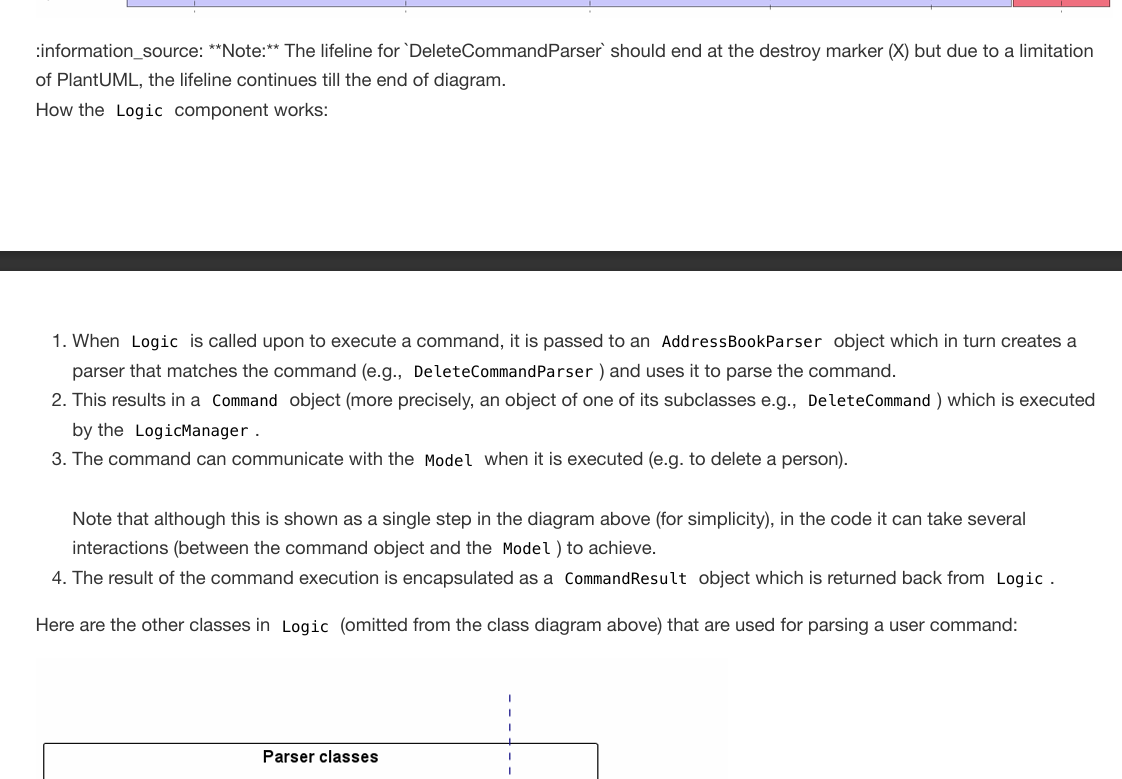 :information_source: **Note:** The lifeline for `DeleteCommandParser` should end at the destroy marker (X) but due to a limitation
of PlantUML, the lifeline continues till the end of diagram.
How the Logic component works:
1. When Logic is called upon to execute a command, it is passed to an AddressBookParser object which in turn creates a
parser that matches the command (e.g., DeleteCommandParser ) and uses it to parse the command.
2. This results in a Command object (more precisely, an object of one of its subclasses e.g., DeleteCommand ) which is executed
by the LogicManager .
3. The command can communicate with the Model when it is executed (e.g. to delete a person).
Note that although this is shown as a single step in the diagram above (for simplicity), in the code it can take several
interactions (between the command object and the Model ) to achieve.
4. The result of the command execution is encapsulated as a CommandResult object which is returned back from Logic .
Here are the other classes in Logic (omitted from the class diagram above) that are used for parsing a user command:
Parser classes